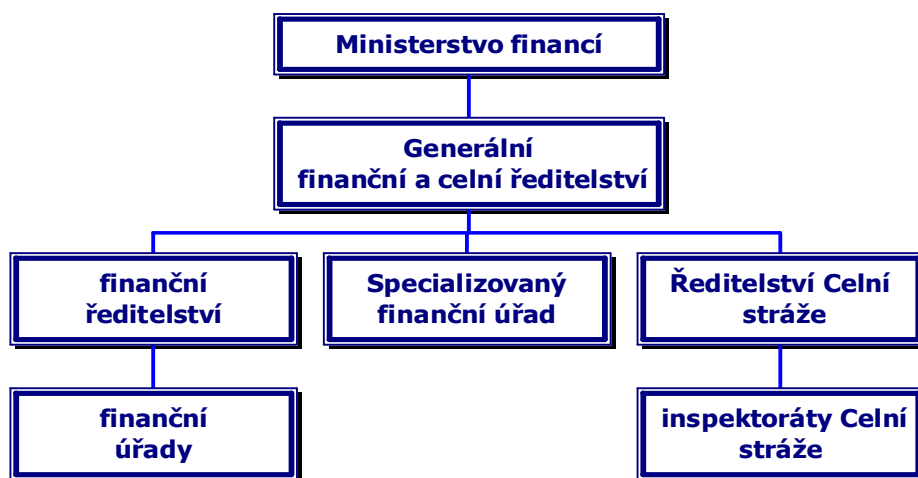 Ministerstvo financí
Generální
finanční a celní ředitelství
finanční
ředitelství
Specializovaný
finanční úřad
Ředitelství Celní
stráže
finanční
úřady
inspektoráty Celní
stráže